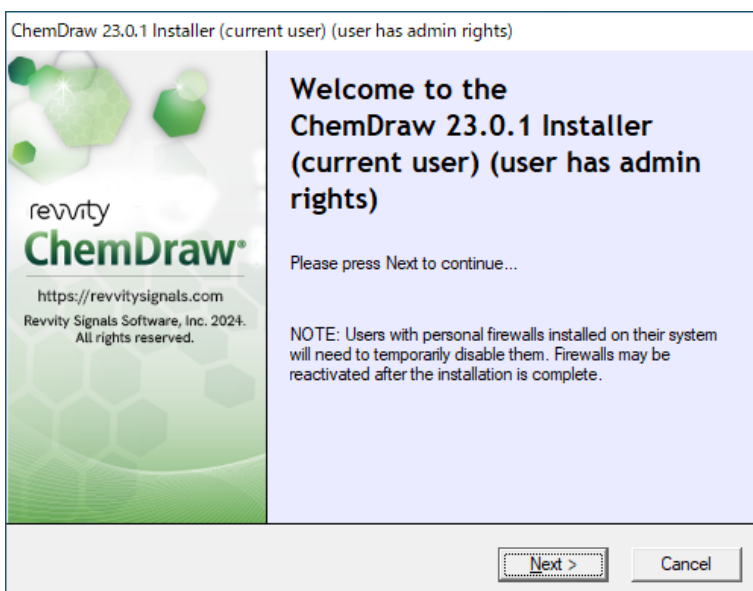 ChemDraw 23.0.1 Installer (current user) (user has admin rights)
revvity
ChemDraw®
https://revvitysignals.com
Revvity Signals Software, Inc. 2024.
All rights reserved.
Welcome to the
ChemDraw 23.0.1 Installer
(current user) (user has admin
rights)
Please press Next to continue...
NOTE: Users with personal firewalls installed on their system
will need to temporarily disable them. Firewalls may be
reactivated after the installation is complete.
Next >
Cancel